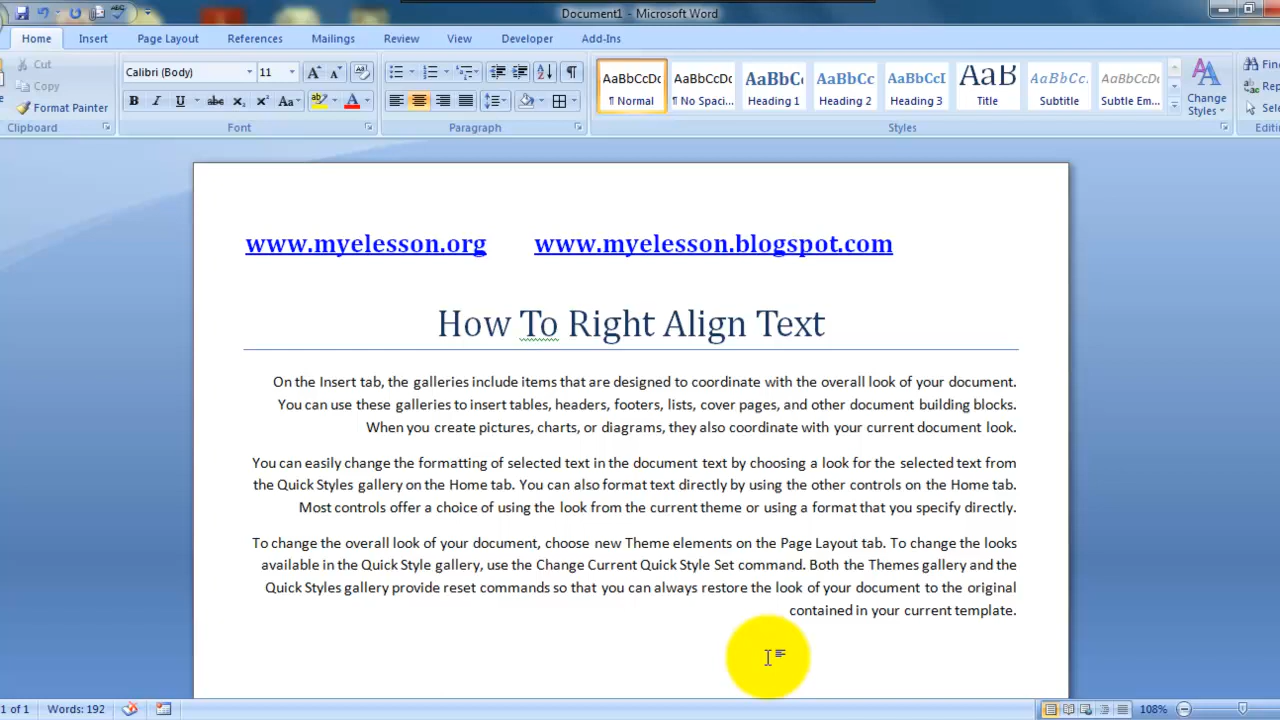 Document1 - Microsoft Word
Home Insert Page Layout References Mailings Review View Developer Add-Ins
Cut
Copy
Format Painter
Clipboard
Calibri (Body) 11
Font
Paragraph
AaBbCcDc AaBbCcDc AaBbC AaBbCc AaBbCcI AaB AaBbCc. AaBbCcD
¶ Normal ¶ No Spaci... Heading 1 Heading 2 Heading 3 Title Subtitle Subtle Em...
Change
Styles
Styles
www.myelesson.org www.myelesson.blogspot.com
How To Right Align Text
On the Insert tab, the galleries include items that are designed to coordinate with the overall look of your document.
You can use these galleries to insert tables, headers, footers, lists, cover pages, and other document building blocks.
When you create pictures, charts, or diagrams, they also coordinate with your current document look.
You can easily change the formatting of selected text in the document text by choosing a look for the selected text from
the Quick Styles gallery on the Home tab. You can also format text directly by using the other controls on the Home tab.
Most controls offer a choice of using the look from the current theme or using a format that you specify directly.
To change the overall look of your document, choose new Theme elements on the Page Layout tab. To change the looks
available in the Quick Style gallery, use the Change Current Quick Style Set command. Both the Themes gallery and the
Quick Styles gallery provide reset commands so that you can always restore the look of your document to the original
contained in your current template.
1 of 1 Words: 192 108%